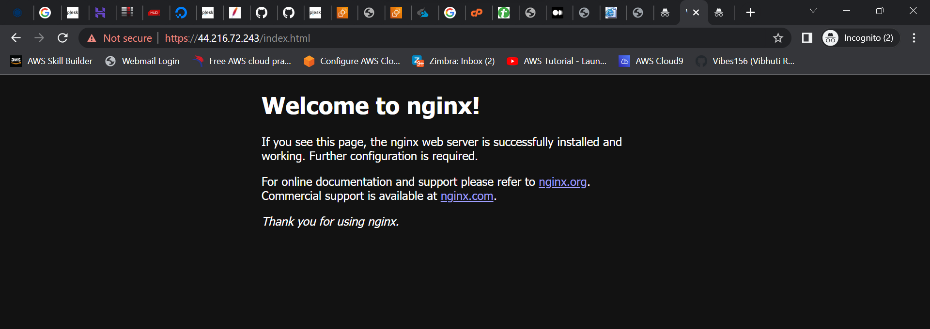 Not secure | https://44.216.72.243/index.html
Incognito (2)
AWS Skill Builder
Webmail Login
Free AWS cloud pra...
Configure AWS Clo...
Zimbra: Inbox (2)
AWS Tutorial - Laun...
AWS Cloud9
Vibes156 (Vibhuti R...
Welcome to nginx!
If you see this page, the nginx web server is successfully installed and
working. Further configuration is required.
For online documentation and support please refer to nginx.org.
Commercial support is available at nginx.com.
Thank you for using nginx.